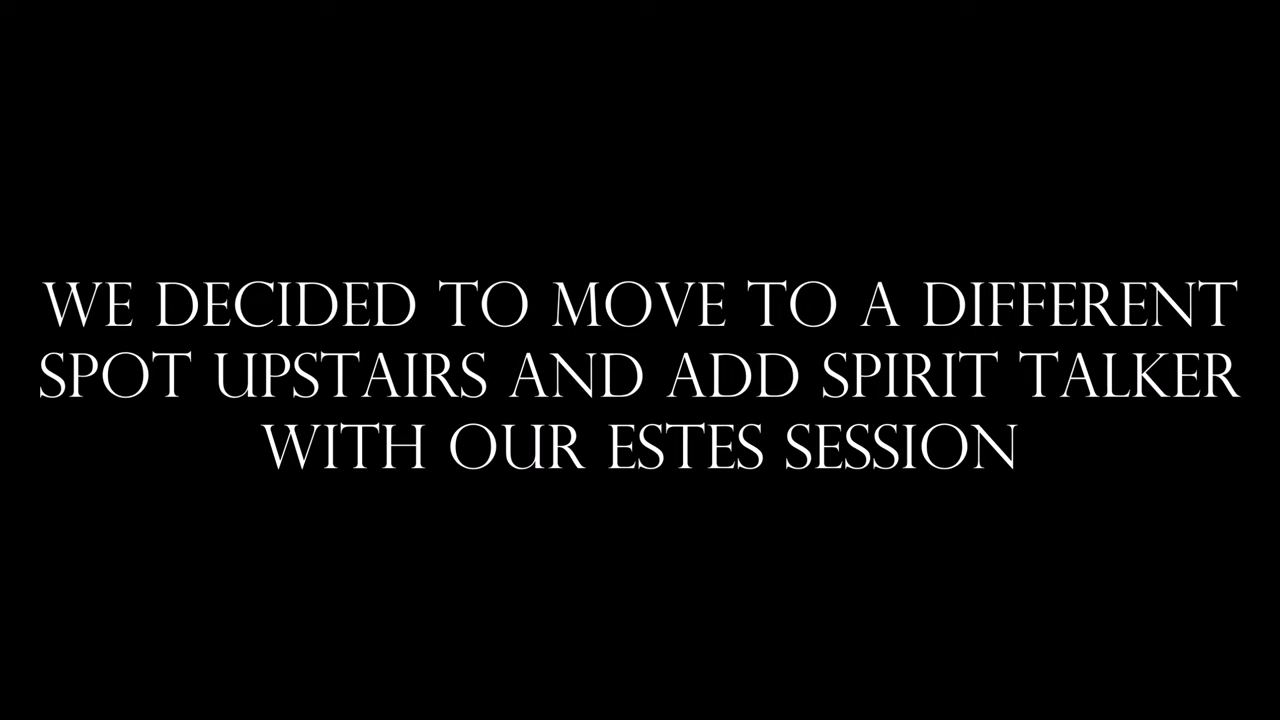 WE DECIDED TO MOVE TO A DIFFERENT
SPOT UPSTAIRS AND ADD SPIRIT TALKER
WITH OUR ESTES SESSION